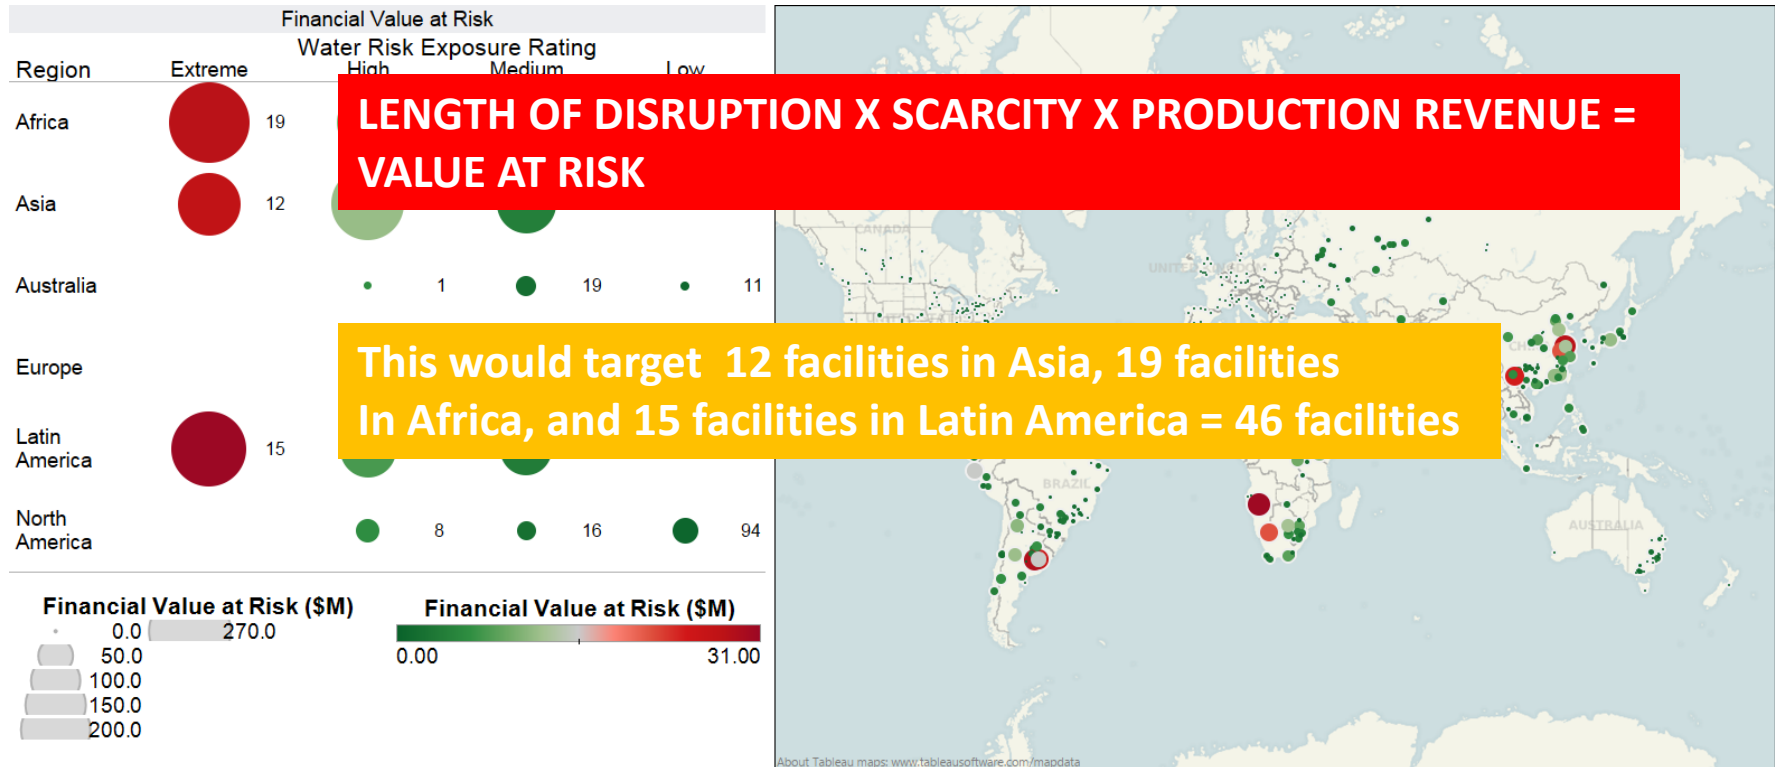 Financial Value at Risk
Water Risk Exposure Rating
Region Extreme High Medium Low
Africa 19
LENGTH OF DISRUPTION X SCARCITY X PRODUCTION REVENUE =
VALUE AT RISK
Asia 12
Australia 1 19 11
Europe
This would target 12 facilities in Asia, 19 facilities
In Africa, and 15 facilities in Latin America = 46 facilities
Latin
America 15
North
America 8 16 94
Financial Value at Risk ($M)
0.0 270.0
50.0
100.0
150.0
200.0
Financial Value at Risk ($M)
0.00 31.00
CANADA
BRAZIL
AUSTRALIA
About Tableau maps: www.tableausoftware.com/mapdata